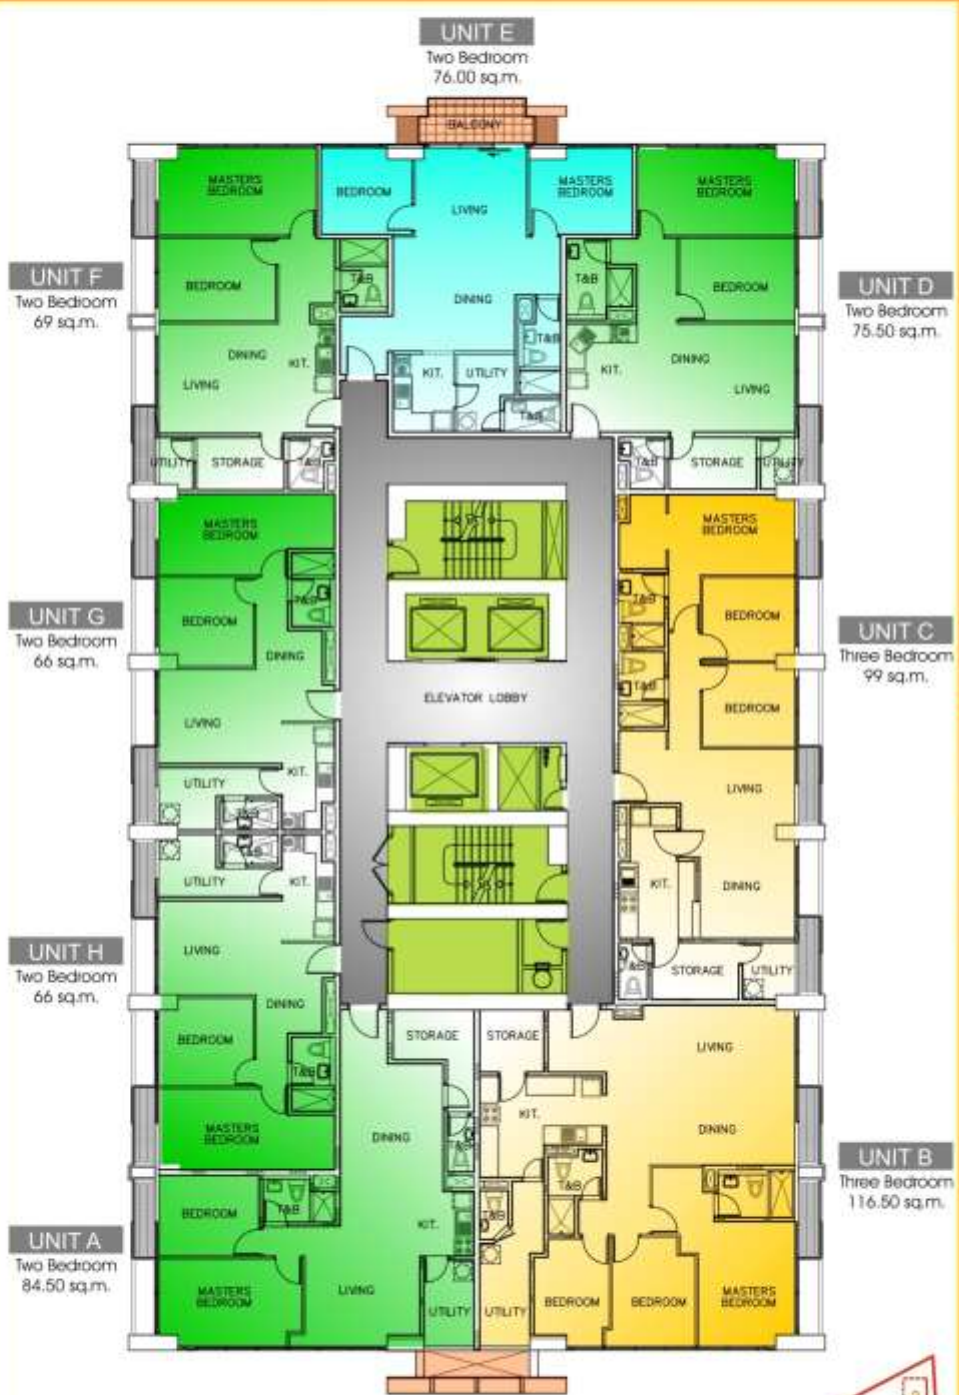 UNIT E
Two Bedroom
76.00 sq.m.
BALCONY
MASTERS
BEDROOM
BEDROOM
LIVING
MASTERS
BEDROOM
MASTERS
BEDROOM
UNIT F
Two Bedroom
69 sq.m.
BEDROOM
T&B
DINING
T&B
BEDROOM
UNIT D
Two Bedroom
75.50 sq.m.
DINING
LIVING
KIT.
KIT.
UTILITY
T&B
T&B
KIT.
DINING
LIVING
UTILITY
STORAGE
T&B
T&B
STORAGE
UTILITY
MASTERS
BEDROOM
MASTERS
BEDROOM
UNIT G
Two Bedroom
66 sq.m.
BEDROOM
T&B
DINING
LIVING
KIT.
UTILITY
T&B
BEDROOM
T&B
BEDROOM
UNIT C
Three Bedroom
99 sq.m.
ELEVATOR LOBBY
LIVING
KIT.
DINING
T&B
STORAGE
UTILITY
UTILITY
KIT.
UNIT H
Two Bedroom
66 sq.m.
LIVING
DINING
BEDROOM
T&B
MASTERS
BEDROOM
STORAGE
STORAGE
LIVING
KIT.
DINING
DINING
T&B
T&B
UNIT B
Three Bedroom
116.50 sq.m.
UNIT A
Two Bedroom
84.50 sq.m.
BEDROOM
T&B
KIT.
T&B
MASTERS
BEDROOM
LIVING
UTILITY
UTILITY
BEDROOM
BEDROOM
MASTERS
BEDROOM